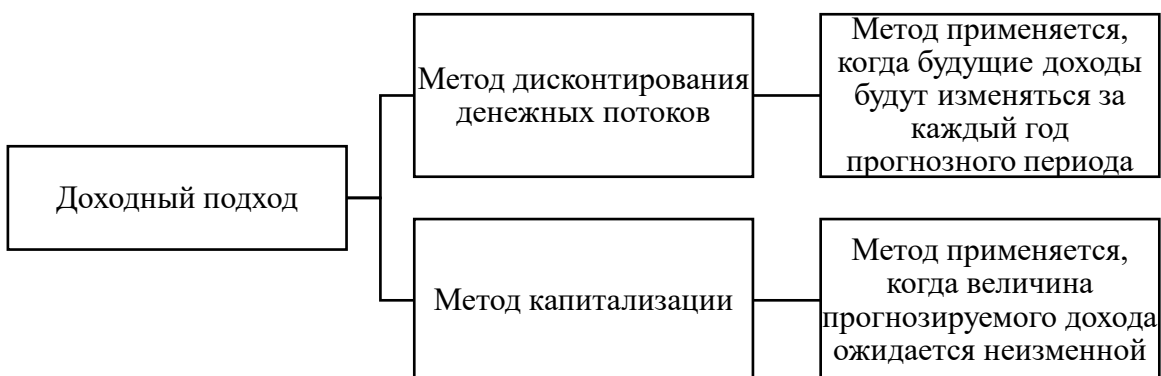 Доходный подход
Метод дисконтирования
денежных потоков
Метод применяется,
когда будущие доходы
будут изменяться за
каждый год
прогнозного периода
Метод капитализации
Метод применяется,
когда величина
прогнозируемого дохода
ожидается неизменной